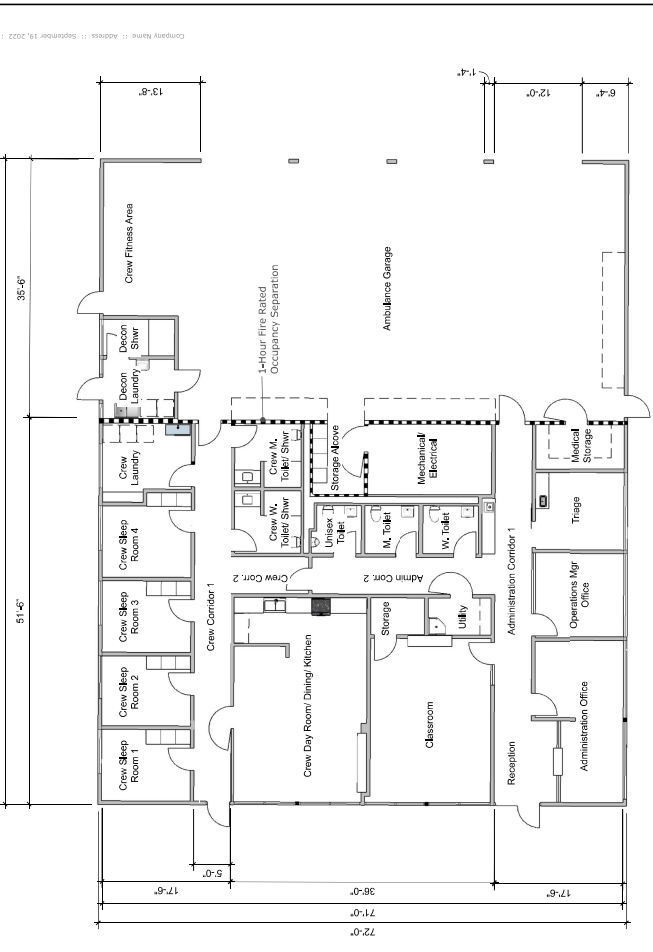 Company Name :: Address :: September 19, 2022 :
13'-8"
1'-4"
12'-0"
6'-4"
35'-6"
51'-6"
Crew Fitness Area
Ambulance Garage
1-Hour Fire Rated
Occupancy Separation
Decon
Shwr
Decon
Laundry
Crew
Laundry
Crew M.
Toilet/ Shwr
Storage Alcove
Mechanical/
Electrical
Medical
Storage
Crew Sleep
Room 4
Crew W.
Toilet/ Shwr
Unisex
Toilet
M. Toilet
W. Toilet
Triage
Crew Sleep
Room 3
Crew Corridor 1
Crew Corr. 2
Admin Corr. 2
Administration Corridor 1
Operations Mgr
Office
Storage
Utility
Crew Sleep
Room 2
Crew Day Room/ Dining/ Kitchen
Classroom
Administration Office
Crew Sleep
Room 1
Reception
5'-0"
17'-6"
36'-0"
17'-6"
71'-0"
72'-0"